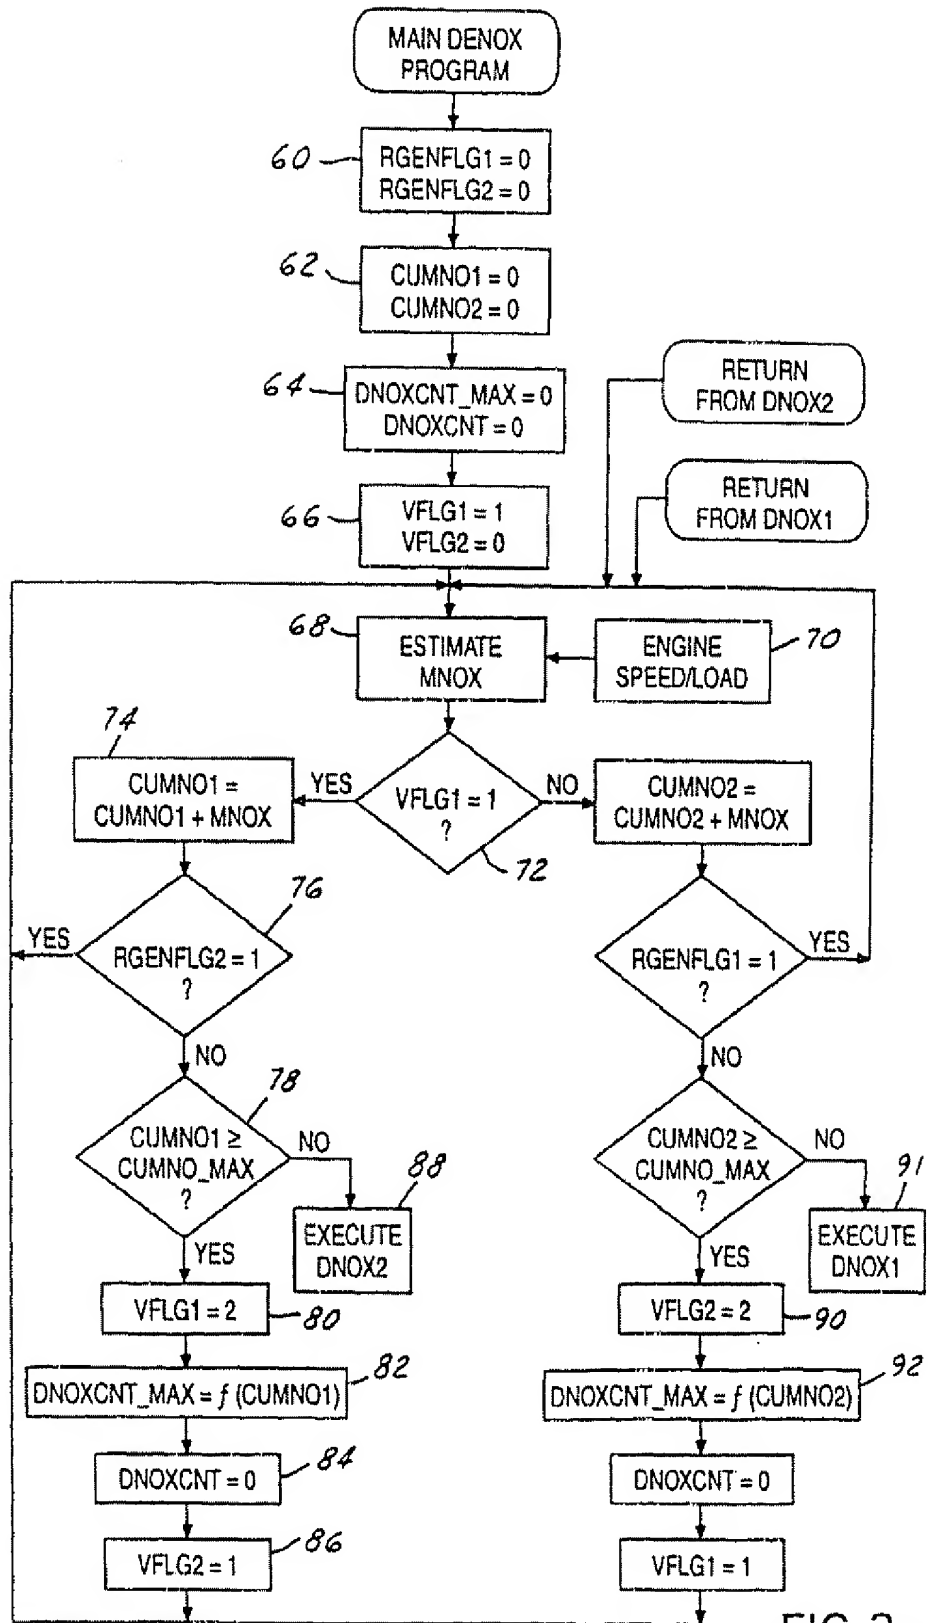 MAIN DENOX
PROGRAM
60
RGENFLG1 = 0
RGENFLG2 = 0
62
CUMNO1 = 0
CUMNO2 = 0
64
DNOXCNT_MAX = 0
DNOXCNT = 0
RETURN
FROM DNOX2
66
VFLG1 = 1
VFLG2 = 0
RETURN
FROM DNOX1
68
ESTIMATE
MNOX
ENGINE
SPEED/LOAD
70
74
CUMNO1 =
CUMNO1 + MNOX
YES
VFLG1 = 1
?
NO
72
CUMNO2 =
CUMNO2 + MNOX
76
YES
RGENFLG2 = 1
?
NO
RGENFLG1 = 1
?
YES
NO
78
CUMNO1 ≥
CUMNO_MAX
?
NO
88
EXECUTE
DNOX2
YES
CUMNO2 ≥
CUMNO_MAX
?
NO
91
EXECUTE
DNOX1
YES
VFLG1 = 2
80
VFLG2 = 2
90
DNOXCNT_MAX = f (CUMNO1)
82
DNOXCNT_MAX = f (CUMNO2)
92
DNOXCNT = 0
84
DNOXCNT = 0
VFLG2 = 1
86
VFLG1 = 1